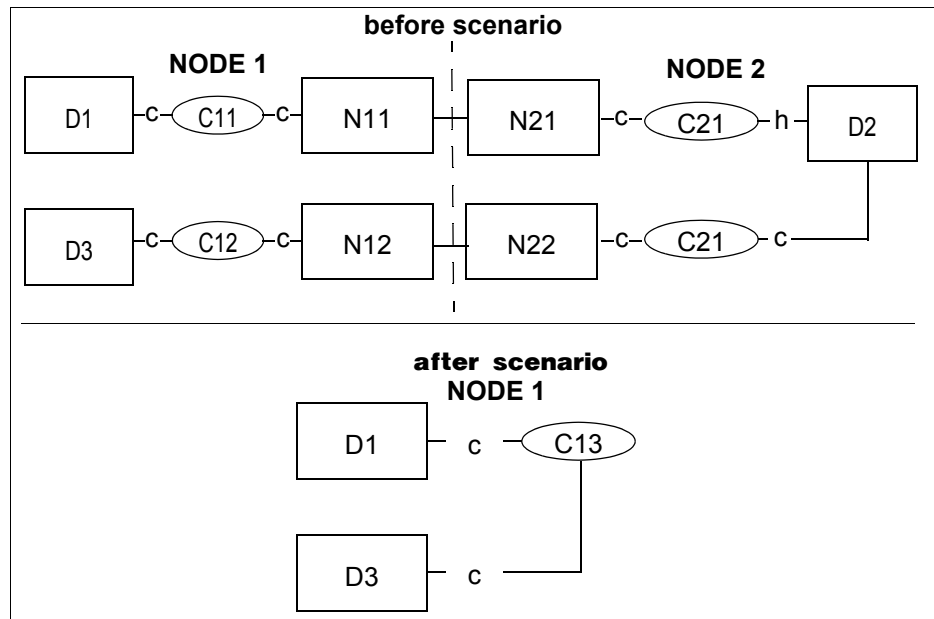 before scenario
NODE 1 NODE 2
D1 c C11 c N11 N21 c C21 h D2
D3 c C12 c N12 N22 c C21 c
after scenario
NODE 1
D1 c C13
D3 c